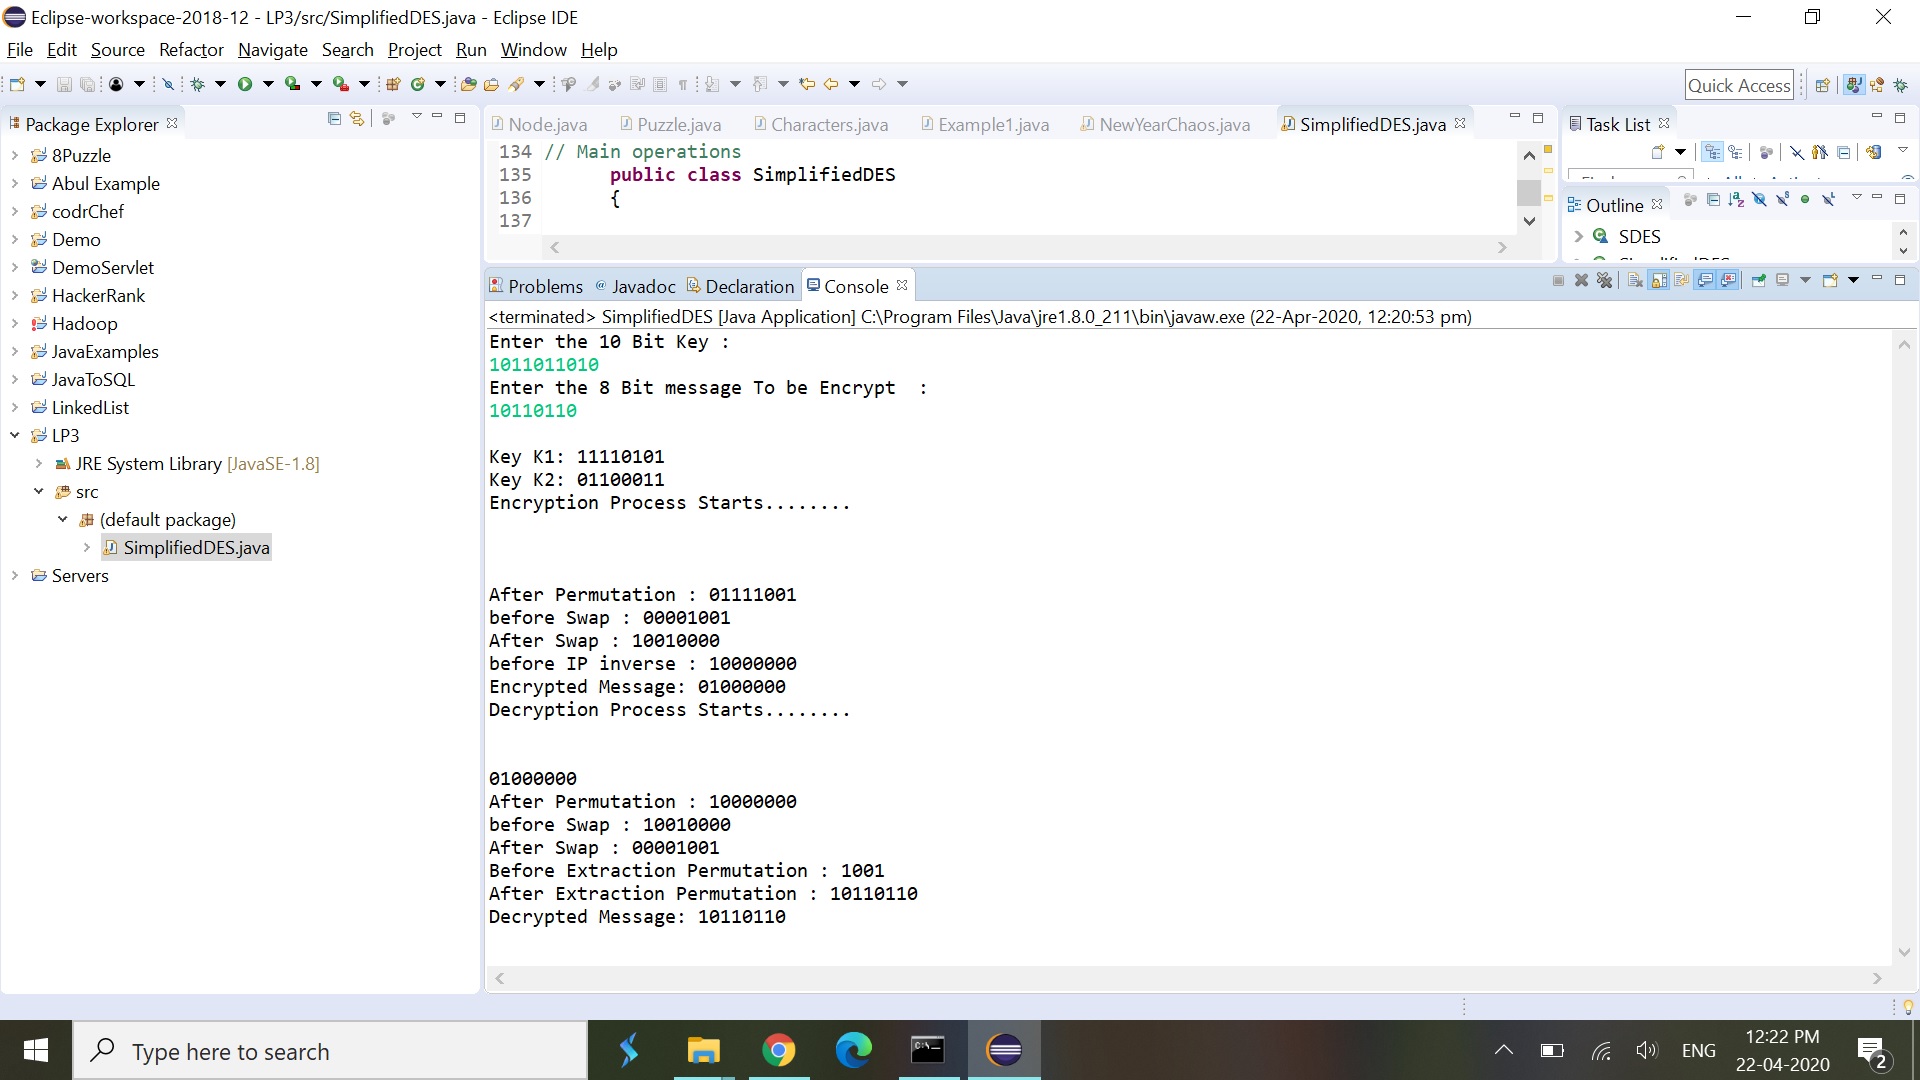 Eclipse-workspace-2018-12 - LP3/src/SimplifiedDES.java - Eclipse IDE
File Edit Source Refactor Navigate Search Project Run Window Help
Quick Access
Package Explorer
8Puzzle
Abul Example
codrChef
Demo
DemoServlet
HackerRank
Hadoop
JavaExamples
JavaToSQL
LinkedList
LP3
JRE System Library [JavaSE-1.8]
src
(default package)
SimplifiedDES.java
Servers
Node.java Puzzle.java Characters.java Example1.java NewYearChaos.java SimplifiedDES.java
134 // Main operations
135 public class SimplifiedDES
136 {
137
Task List
Outline
SDES
Problems @ Javadoc Declaration Console
<terminated> SimplifiedDES [Java Application] C:\Program Files\Java\jre1.8.0_211\bin\javaw.exe (22-Apr-2020, 12:20:53 pm)
Enter the 10 Bit Key :
1011011010
Enter the 8 Bit message To be Encrypt  :
10110110
Key K1: 11110101
Key K2: 01100011
Encryption Process Starts........
After Permutation : 01111001
before Swap : 00001001
After Swap : 10010000
before IP inverse : 10000000
Encrypted Message: 01000000
Decryption Process Starts........
01000000
After Permutation : 10000000
before Swap : 10010000
After Swap : 00001001
Before Extraction Permutation : 1001
After Extraction Permutation : 10110110
Decrypted Message: 10110110
Type here to search
ENG
12:22 PM
22-04-2020
2